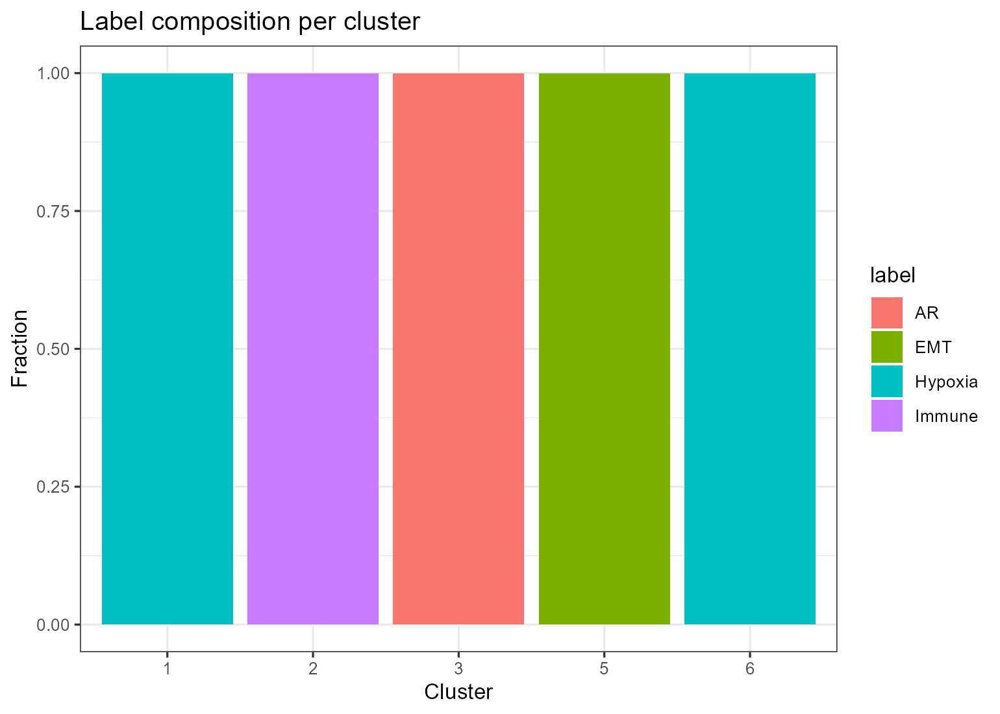 Label composition per cluster
1.00
0.75
0.50
0.25
0.00
Fraction
1 2 3 5 6
Cluster
label
AR
EMT
Hypoxia
Immune